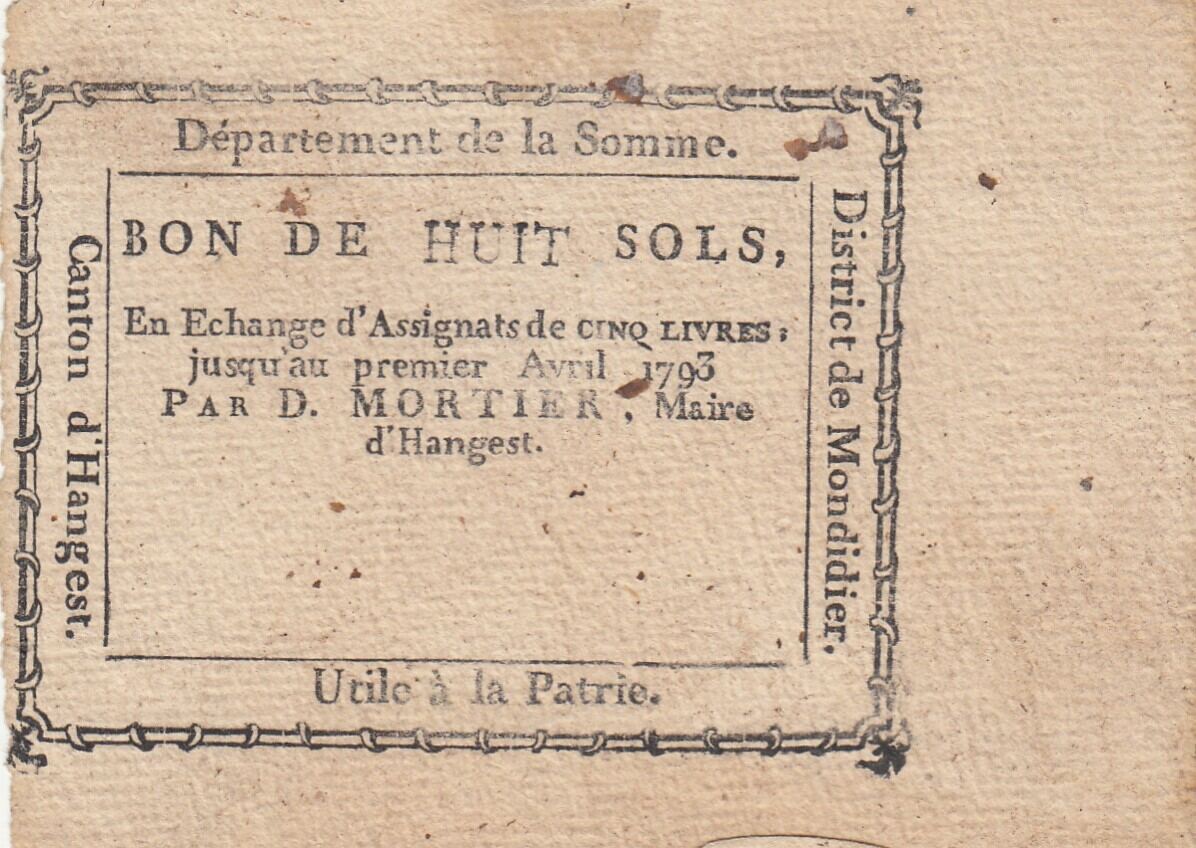 Département de la Somme.
Canton d'Hangest.
BON DE HUIT SOLS,
En Echange d'Assignats de CINQ LIVRES;
jusqu'au premier Avril 1793
PAR D. MORTIER, Maire
d'Hangest.
District de Mondidier.
Utile à la Patrie.